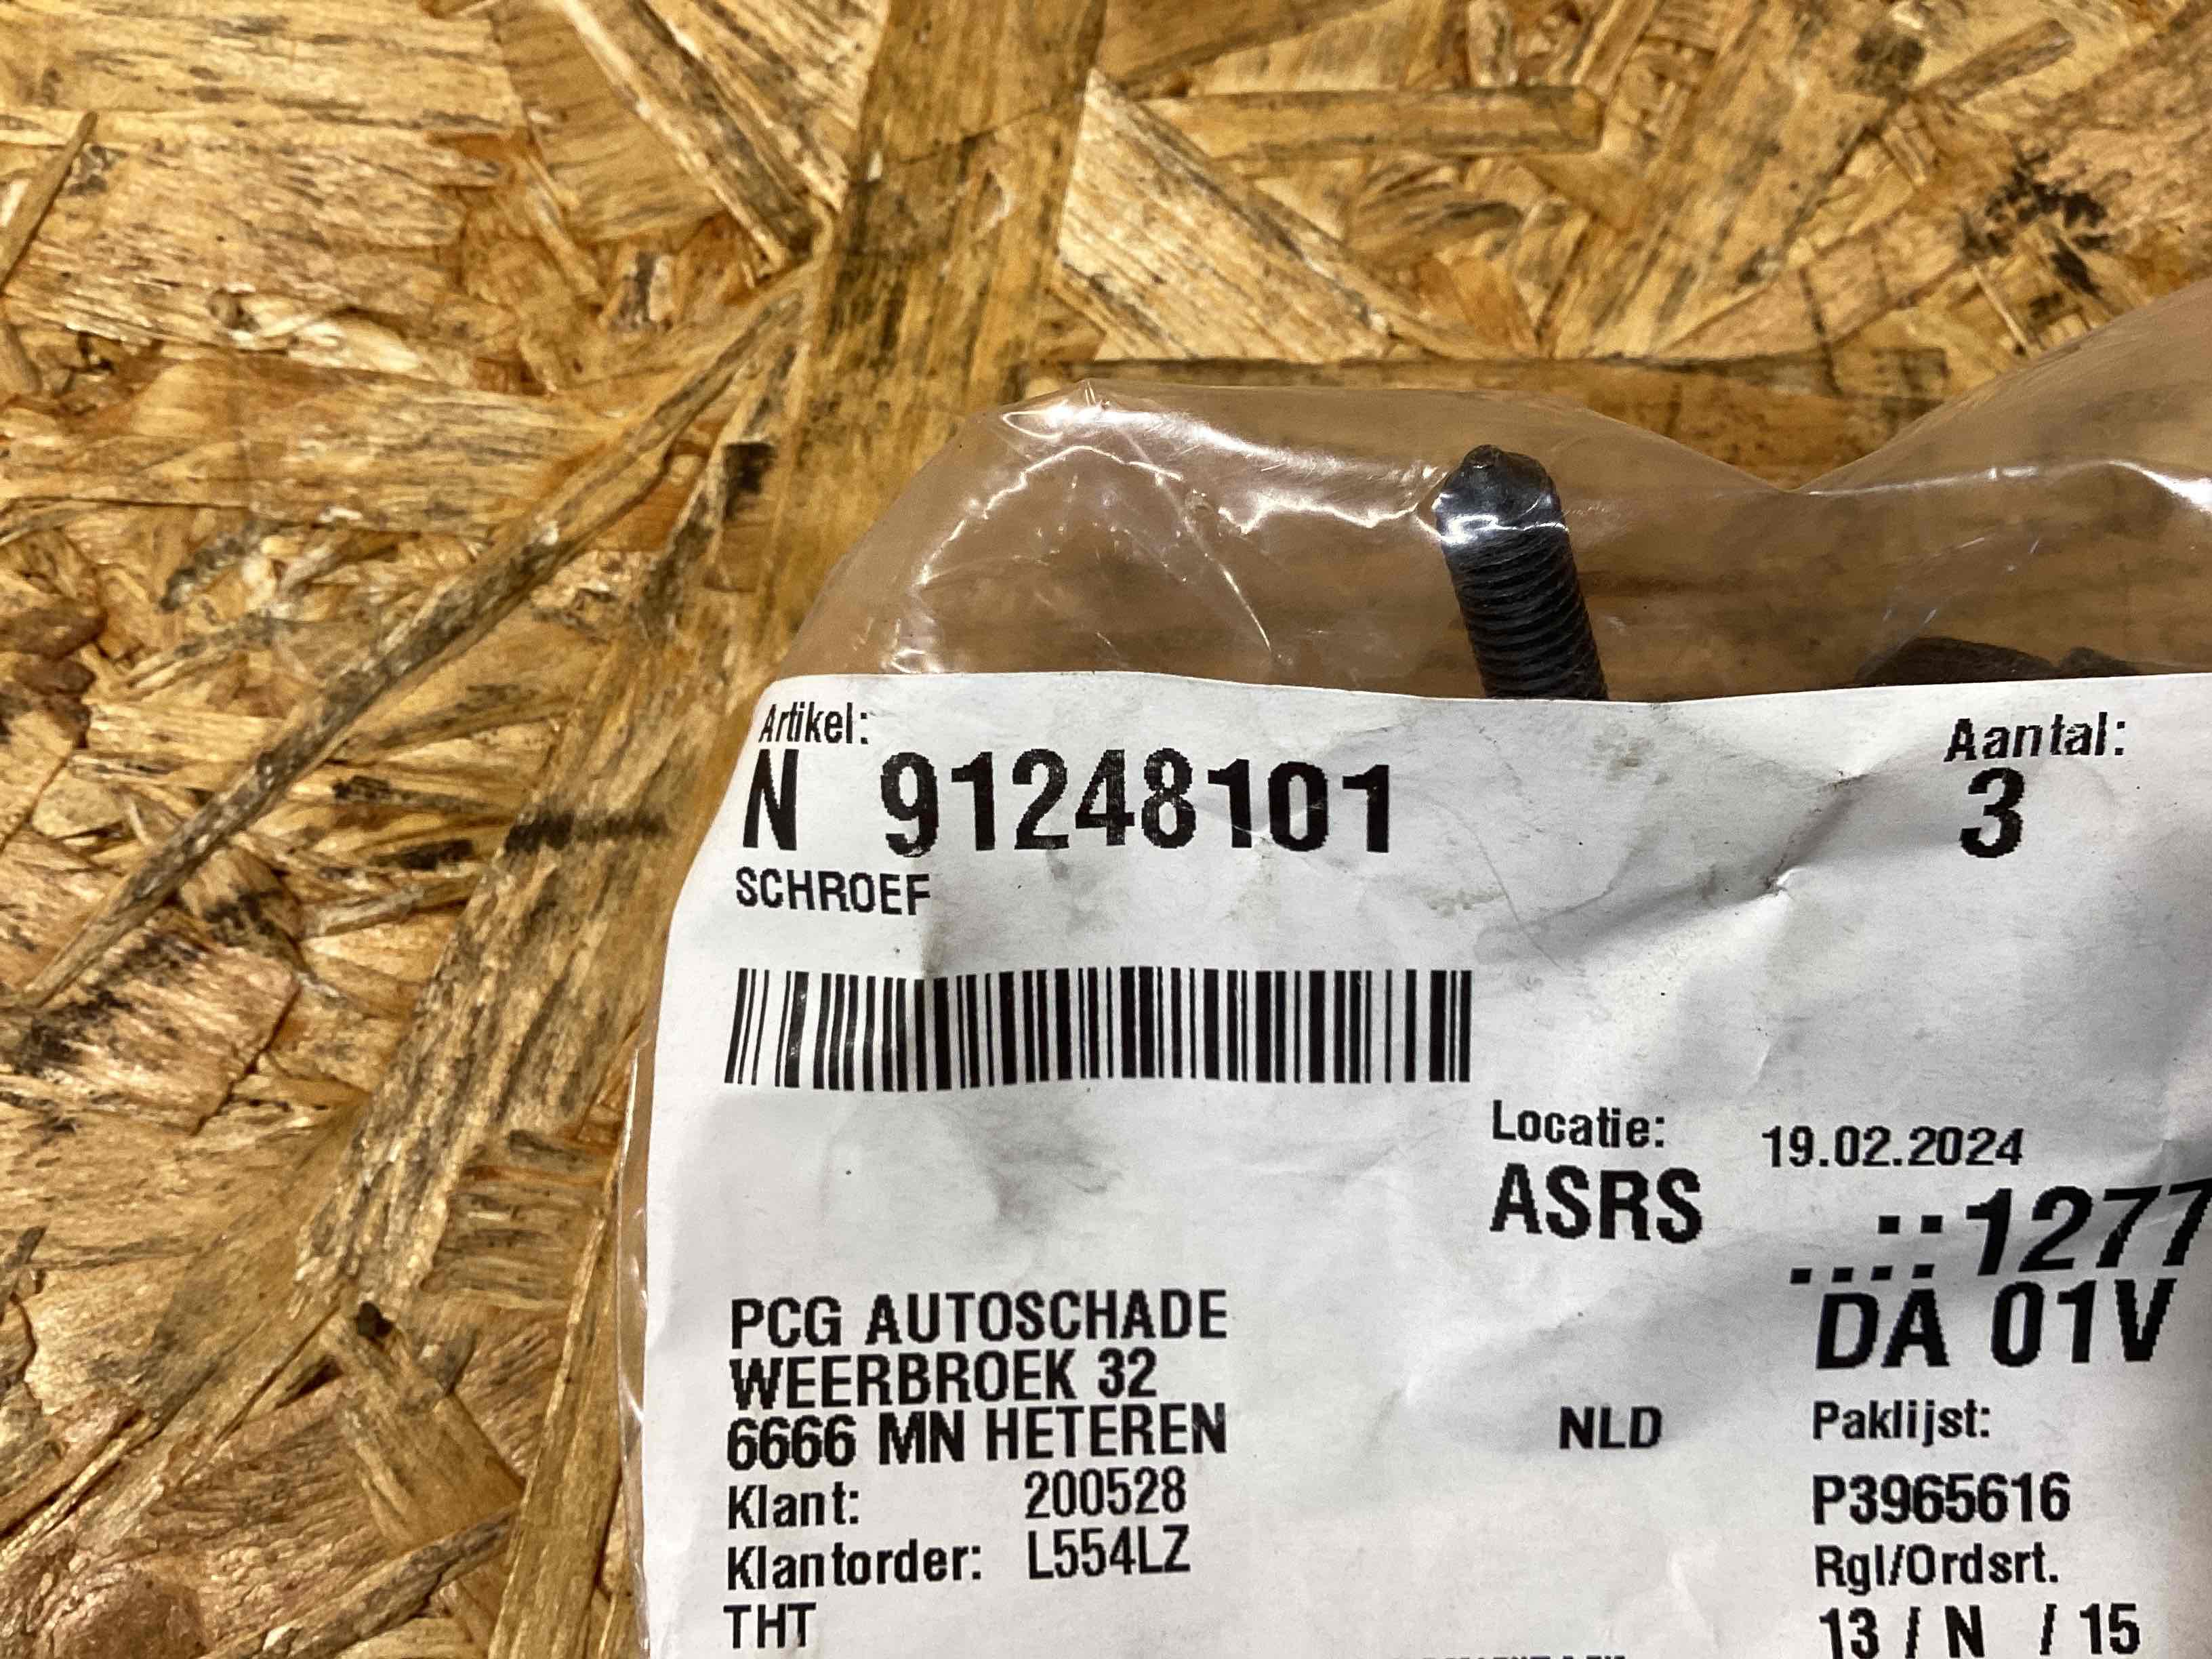 Artikel:
N 91248101
Aantal:
3
SCHROEF
Locatie:
19.02.2024
ASRS
....:..1277
DA 01V
PCG AUTOSCHADE
WEERBROEK 32
6666 MN HETEREN
NLD
Klant: 200528
Klantorder: L554LZ
THT
Paklijst:
P3965616
Rgl/Ordsrt.
13 / N / 15